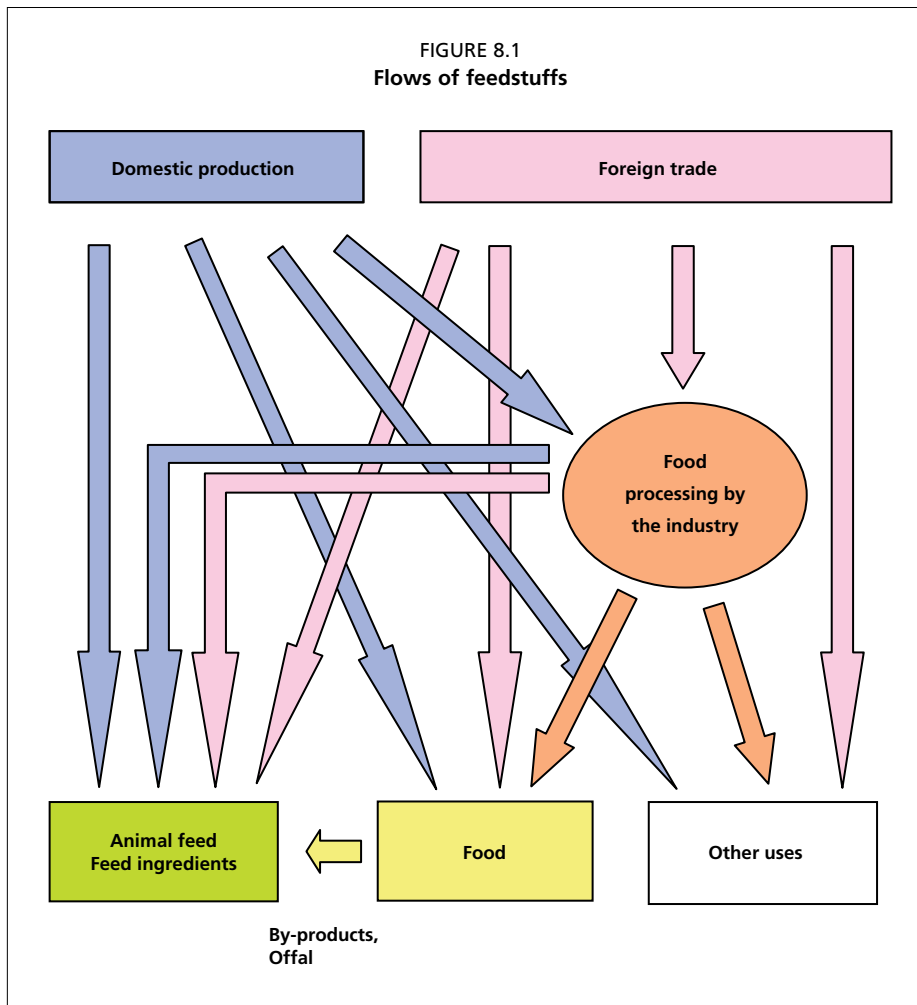 FIGURE 8.1
Flows of feedstuffs
Domestic production
Foreign trade
Food
processing by
the industry
Animal feed
Feed ingredients
Food
Other uses
By-products,
Offal